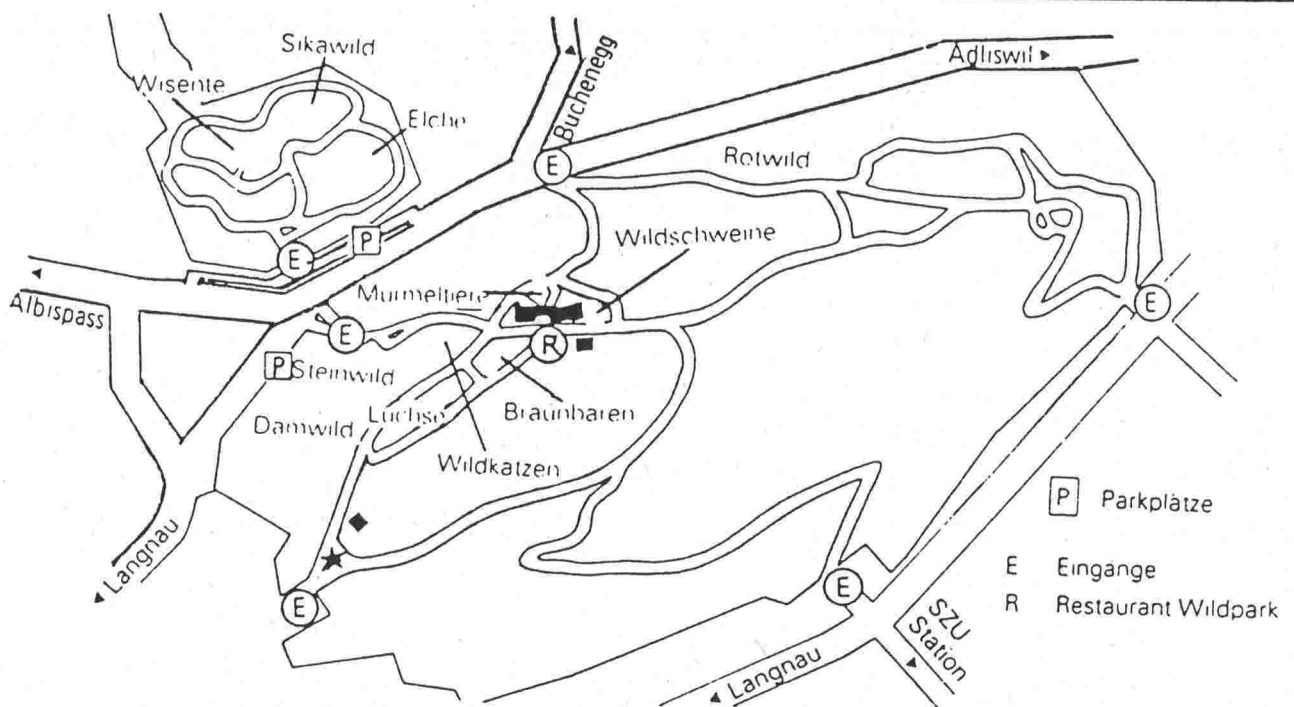 Sikawild
Wisente
Elche
Buchenegg
Adliswil
E
Rotwild
P
E
Wildschweine
Albispass
Murmeltiere
E
E
R
P
Steinwild
Luchse
Braunbären
Damwild
Wildkatzen
P Parkplätze
Langnau
E Eingänge
E
E
R Restaurant Wildpark
SZU
Station
Langnau